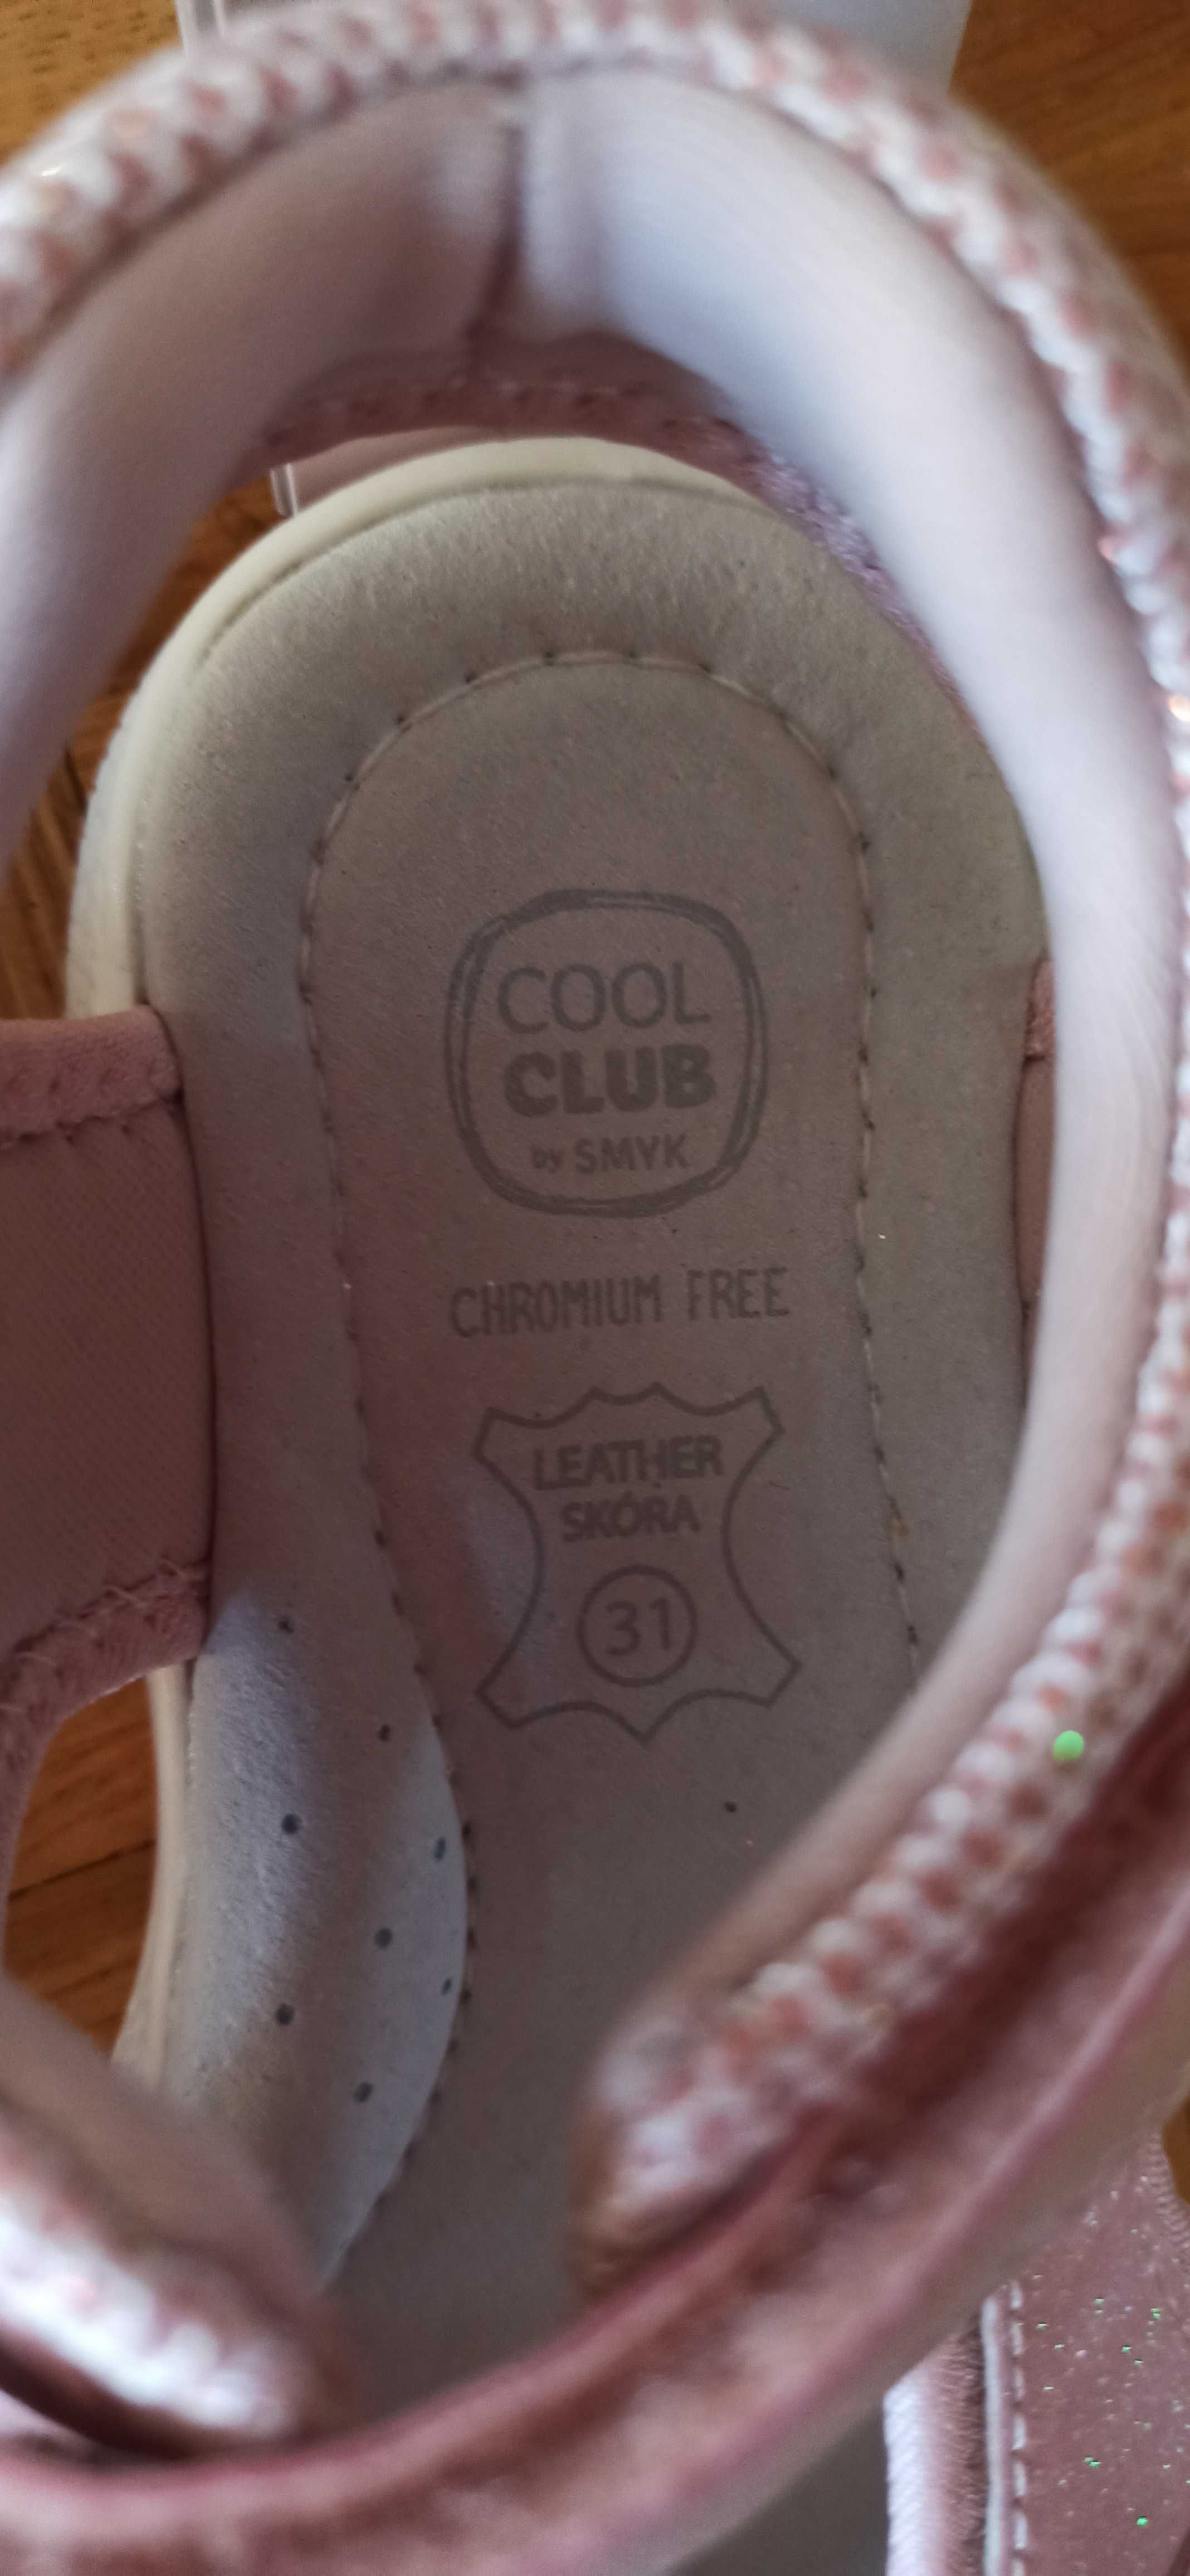 COOL
CLUB
by SMYK
CHROMIUM FREE
LEATHER
SKÓRA
31